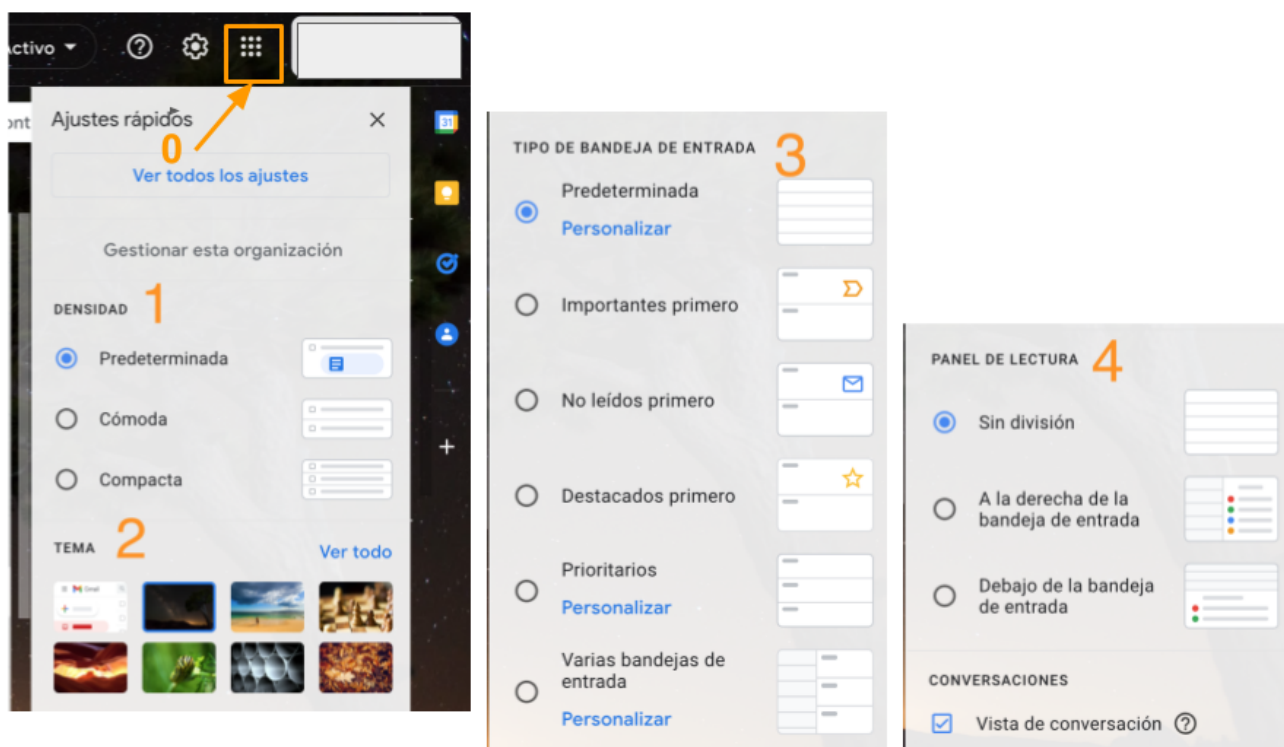 Activo
Ajustes rápidos
0
Ver todos los ajustes
Gestionar esta organización
DENSIDAD 1
Predeterminada
Cómoda
Compacta
TEMA 2 Ver todo
Gmail
31
TIPO DE BANDEJA DE ENTRADA 3
Predeterminada
Personalizar
Importantes primero
No leídos primero
Destacados primero
Prioritarios
Personalizar
Varias bandejas de
entrada
Personalizar
PANEL DE LECTURA 4
Sin división
A la derecha de la
bandeja de entrada
Debajo de la bandeja
de entrada
CONVERSACIONES
Vista de conversación